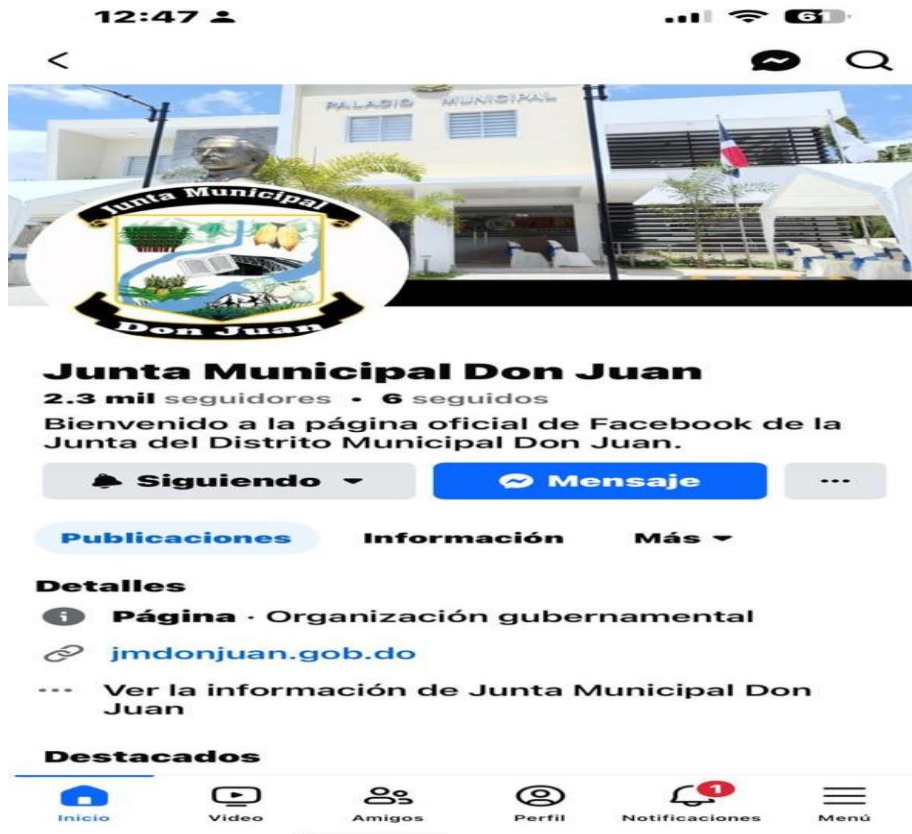 12:47
61
PALACIO MUNICIPAL
Junta Municipal
Don Juan
Junta Municipal Don Juan
2.3 mil seguidores • 6 seguidos
Bienvenido a la página oficial de Facebook de la
Junta del Distrito Municipal Don Juan.
Siguiendo
Mensaje
Publicaciones
Información
Más
Detalles
Página · Organización gubernamental
jmdonjuan.gob.do
Ver la información de Junta Municipal Don
Juan
Destacados
1
Inicio
Video
Amigos
Perfil
Notificaciones
Menú